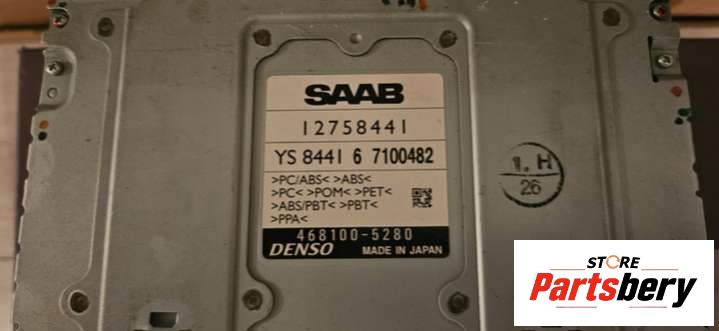 SAAB
12758441
YS 8441 6 7100482
>PC/ABS< >ABS<
>PC< >POM< >PET<
>ABS/PBT< >PBT<
>PPA<
468100-5280
DENSO MADE IN JAPAN
1.H
26
STORE
Partsbery